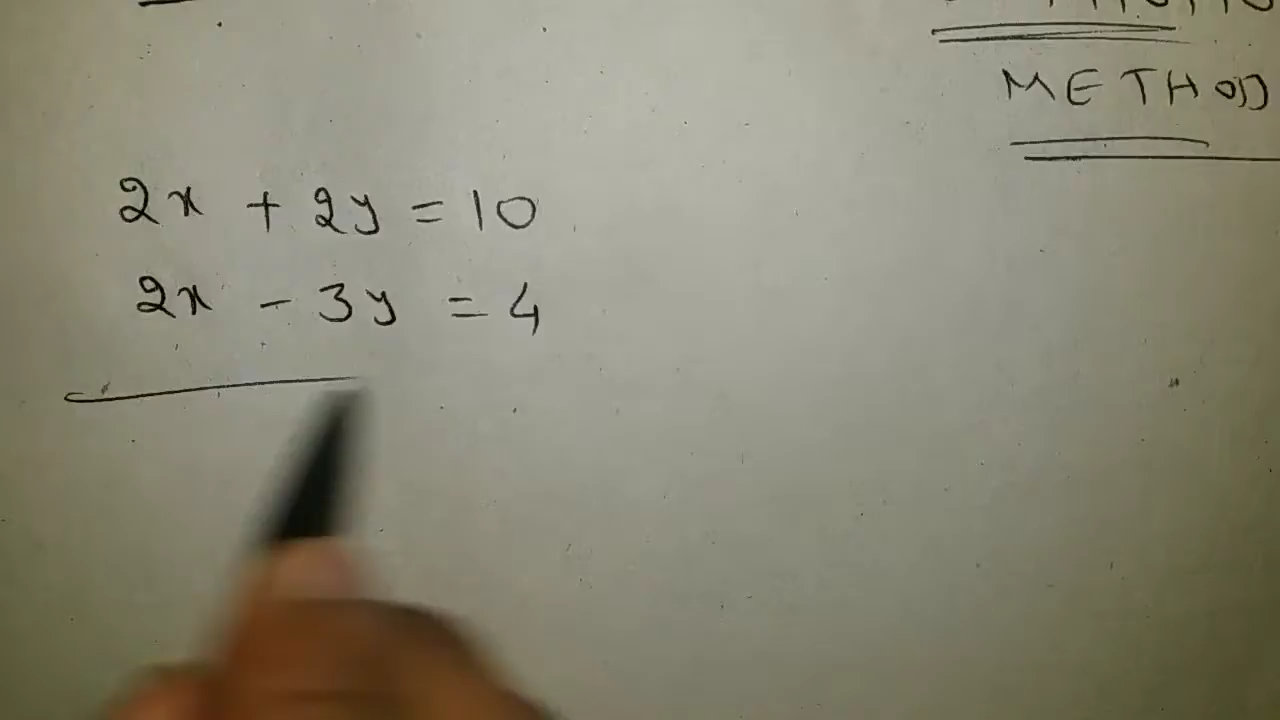 METHOD
2x + 2y = 10
2x - 3y = 4